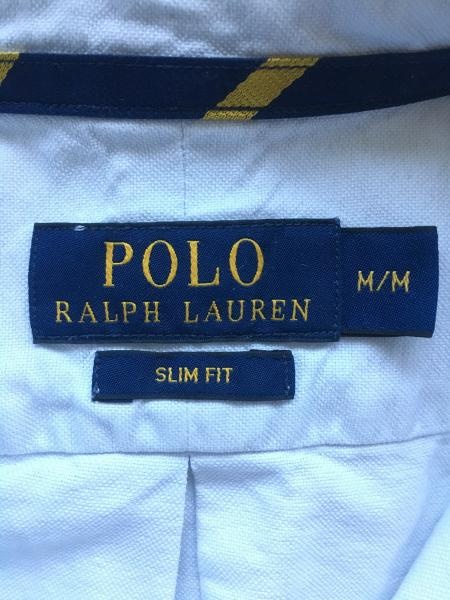 POLO
RALPH LAUREN
M/M
SLIM FIT